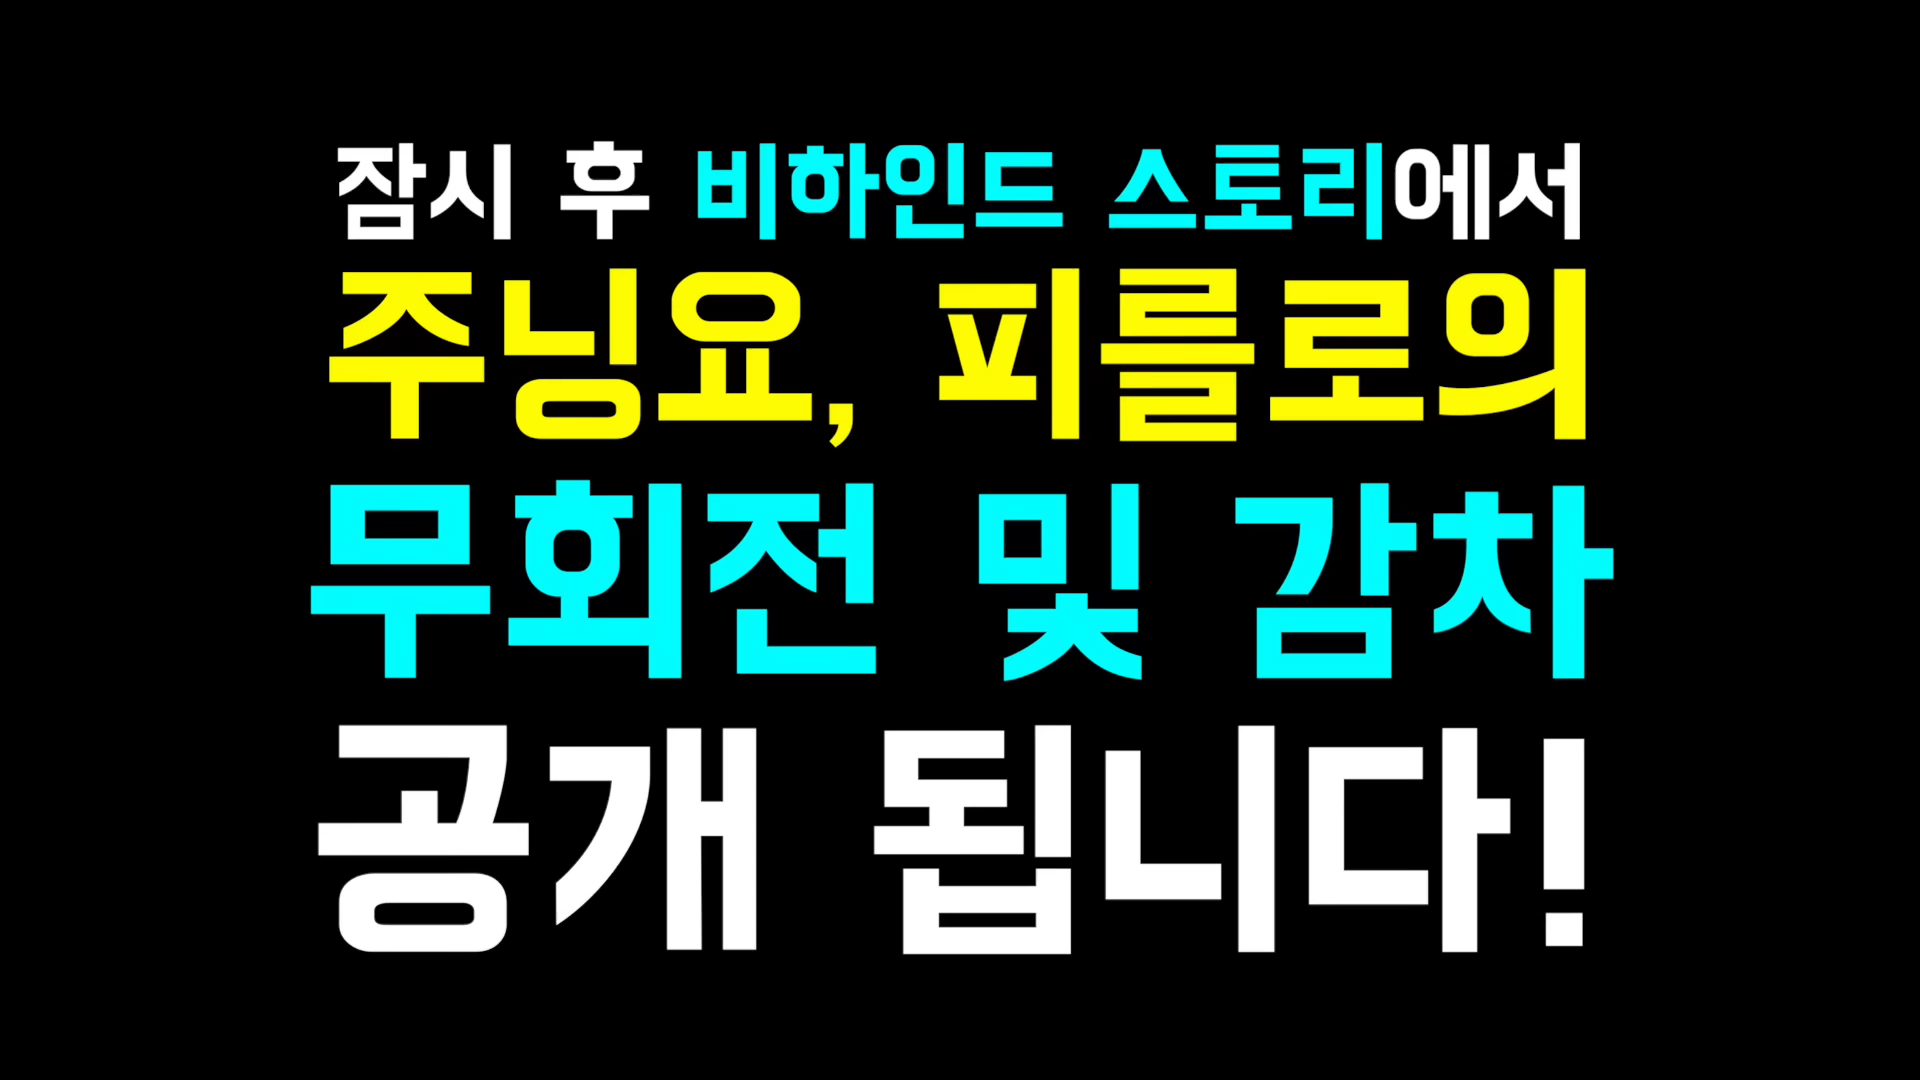 잠시 후 비하인드 스토리에서
주닝요, 피를로의
무회전 및 감차
공개 됩니다!